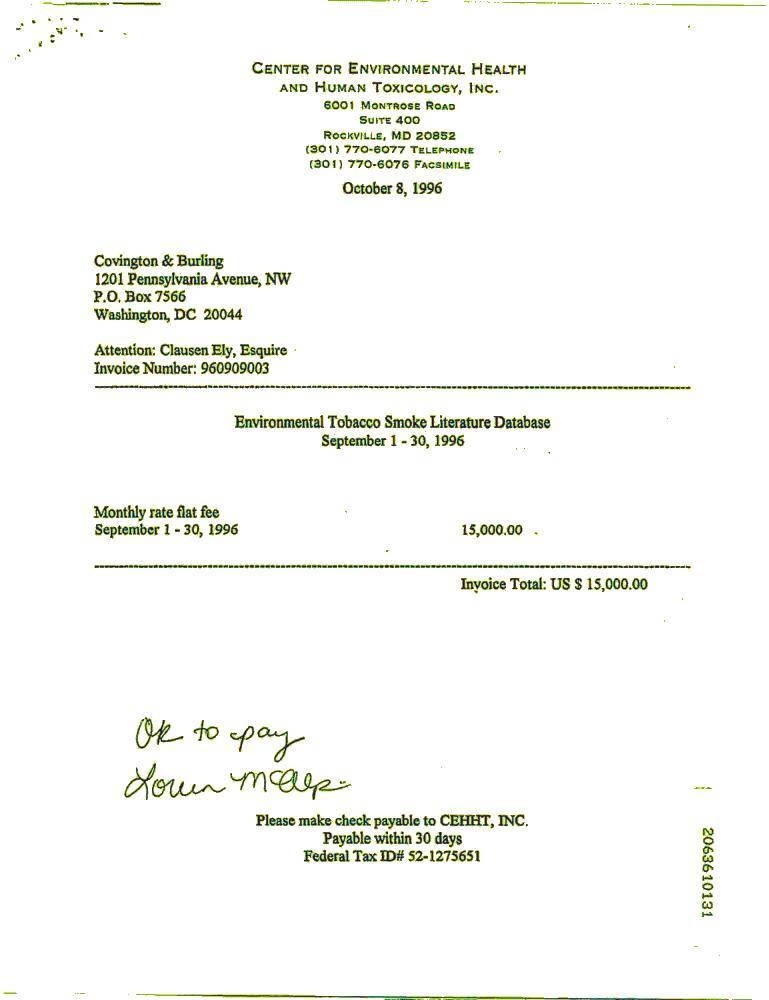 CENTER FOR ENVIRONMENTAL HEALTH
AND HUMAN TOXICOLOGY, INC.
6001 MONTROSE ROAD
SUITE 400
ROCKVILLE, MD 20852
(301) 770-6077 TELEPHONE
(301) 770-6076 FACSIMILE
October 8, 1996
Covington & Burling
1201 Pennsylvania Avenue, NW
P.O. Box 7566
Washington, DC 20044
Attention: Clausen Ely, Esquire
Invoice Number: 960909003
Environmental Tobacco Smoke Literature Database
September 1 - 30, 1996
Monthly rate flat fee
September 1 - 30, 1996 15,000.00
Invoice Total: US $ 15,000.00
OK to pay
Please make check payable to CEHHT, INC.
Payable within 30 days
Federal Tax ID# 52-1275651
2063610131